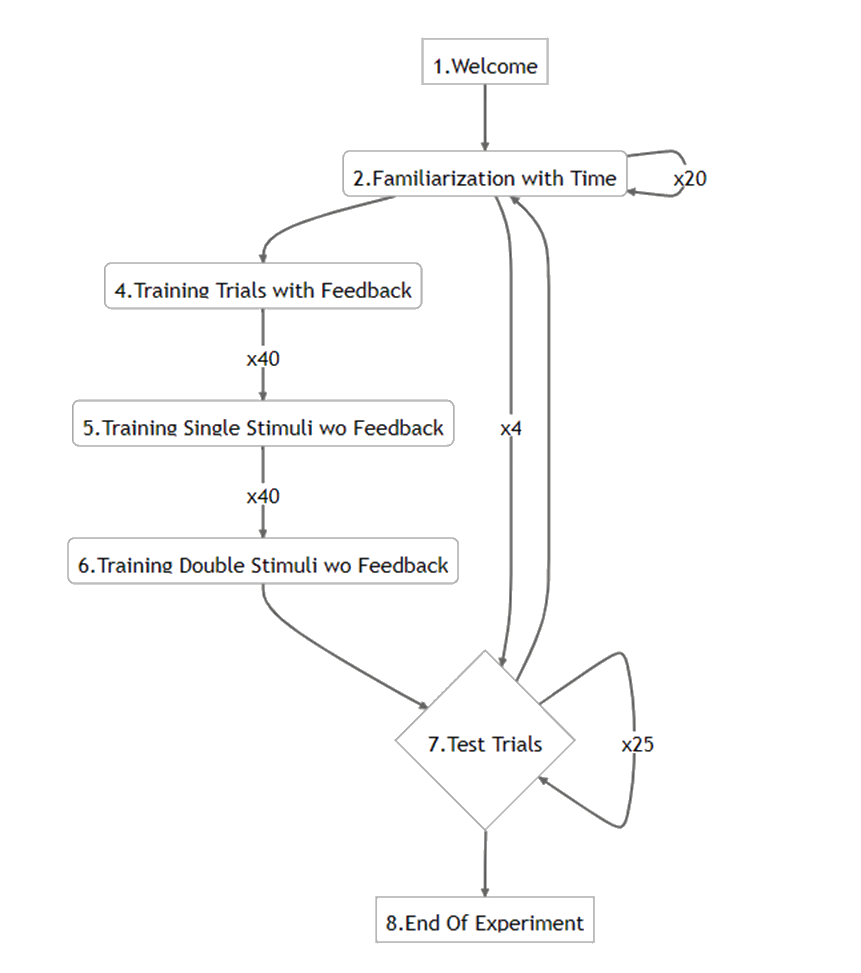 1.Welcome
2.Familiarization with Time
x20
4.Training Trials with Feedback
x40
5.Training Single Stimuli wo Feedback
x4
x40
6.Training Double Stimuli wo Feedback
7.Test Trials
x25
8.End Of Experiment